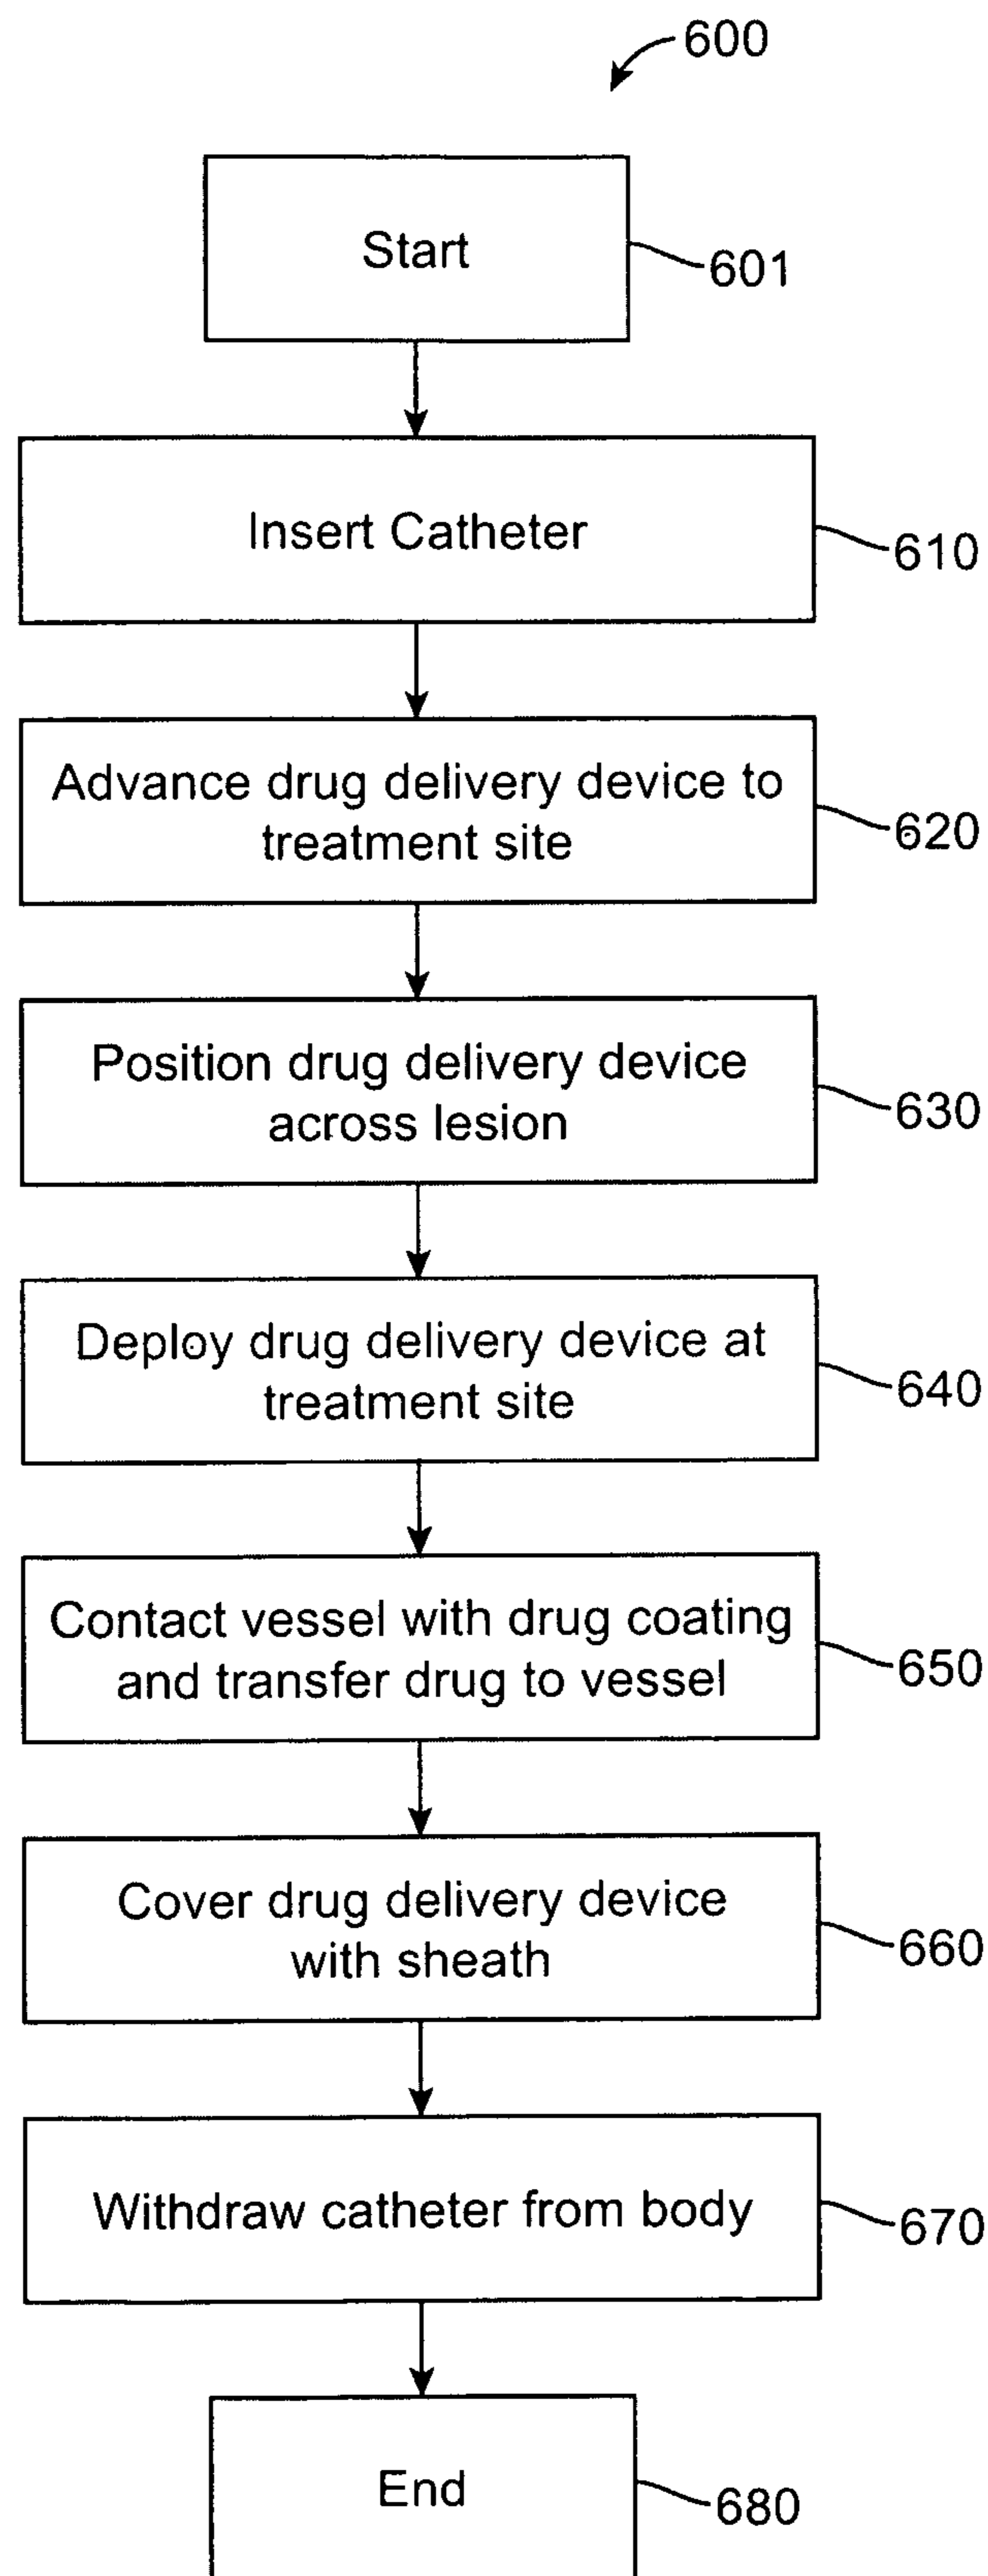 600
Start
601
Insert Catheter
610
Advance drug delivery device to
treatment site
620
Position drug delivery device
across lesion
630
Deploy drug delivery device at
treatment site
640
Contact vessel with drug coating
and transfer drug to vessel
650
Cover drug delivery device
with sheath
660
Withdraw catheter from body
670
End
680